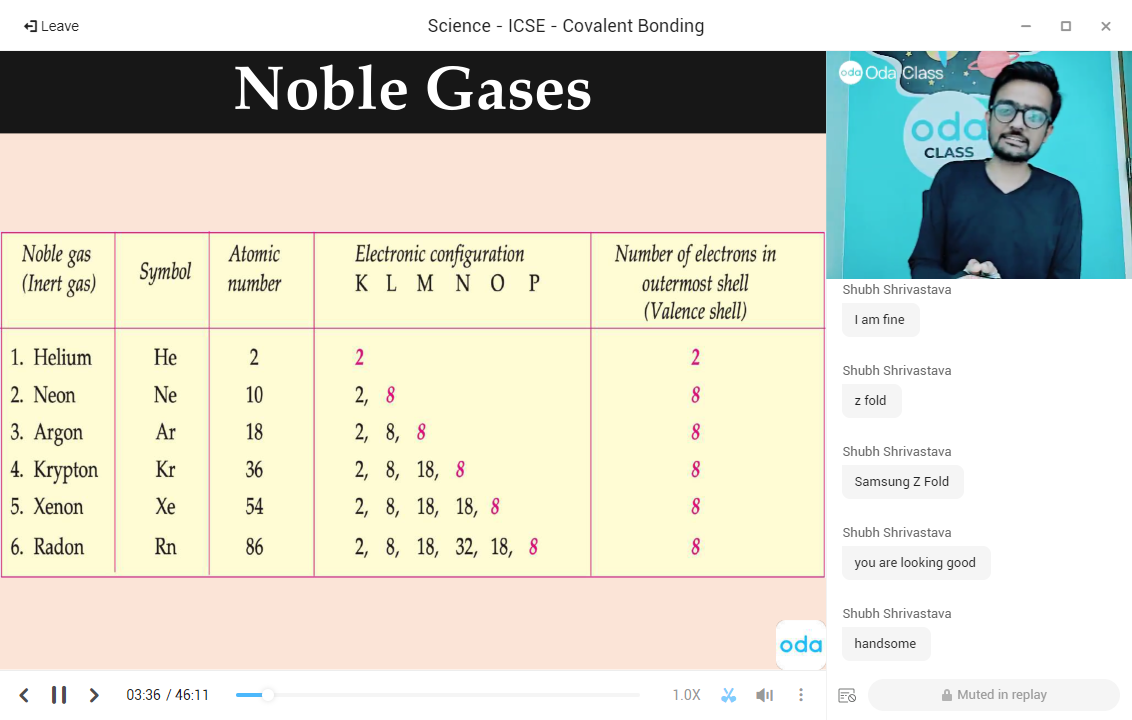 Leave
Science - ICSE - Covalent Bonding
Noble Gases
Noble gas (Inert gas) Symbol Atomic number Electronic configuration K L M N O P Number of electrons in outermost shell (Valence shell)
1. Helium He 2 2 2
2. Neon Ne 10 2, 8 8
3. Argon Ar 18 2, 8, 8 8
4. Krypton Kr 36 2, 8, 18, 8 8
5. Xenon Xe 54 2, 8, 18, 18, 8 8
6. Radon Rn 86 2, 8, 18, 32, 18, 8 8
oda
03:36 / 46:11
1.0X
oda Oda Class
oda
CLASS
Shubh Shrivastava
I am fine
Shubh Shrivastava
z fold
Shubh Shrivastava
Samsung Z Fold
Shubh Shrivastava
you are looking good
Shubh Shrivastava
handsome
Muted in replay